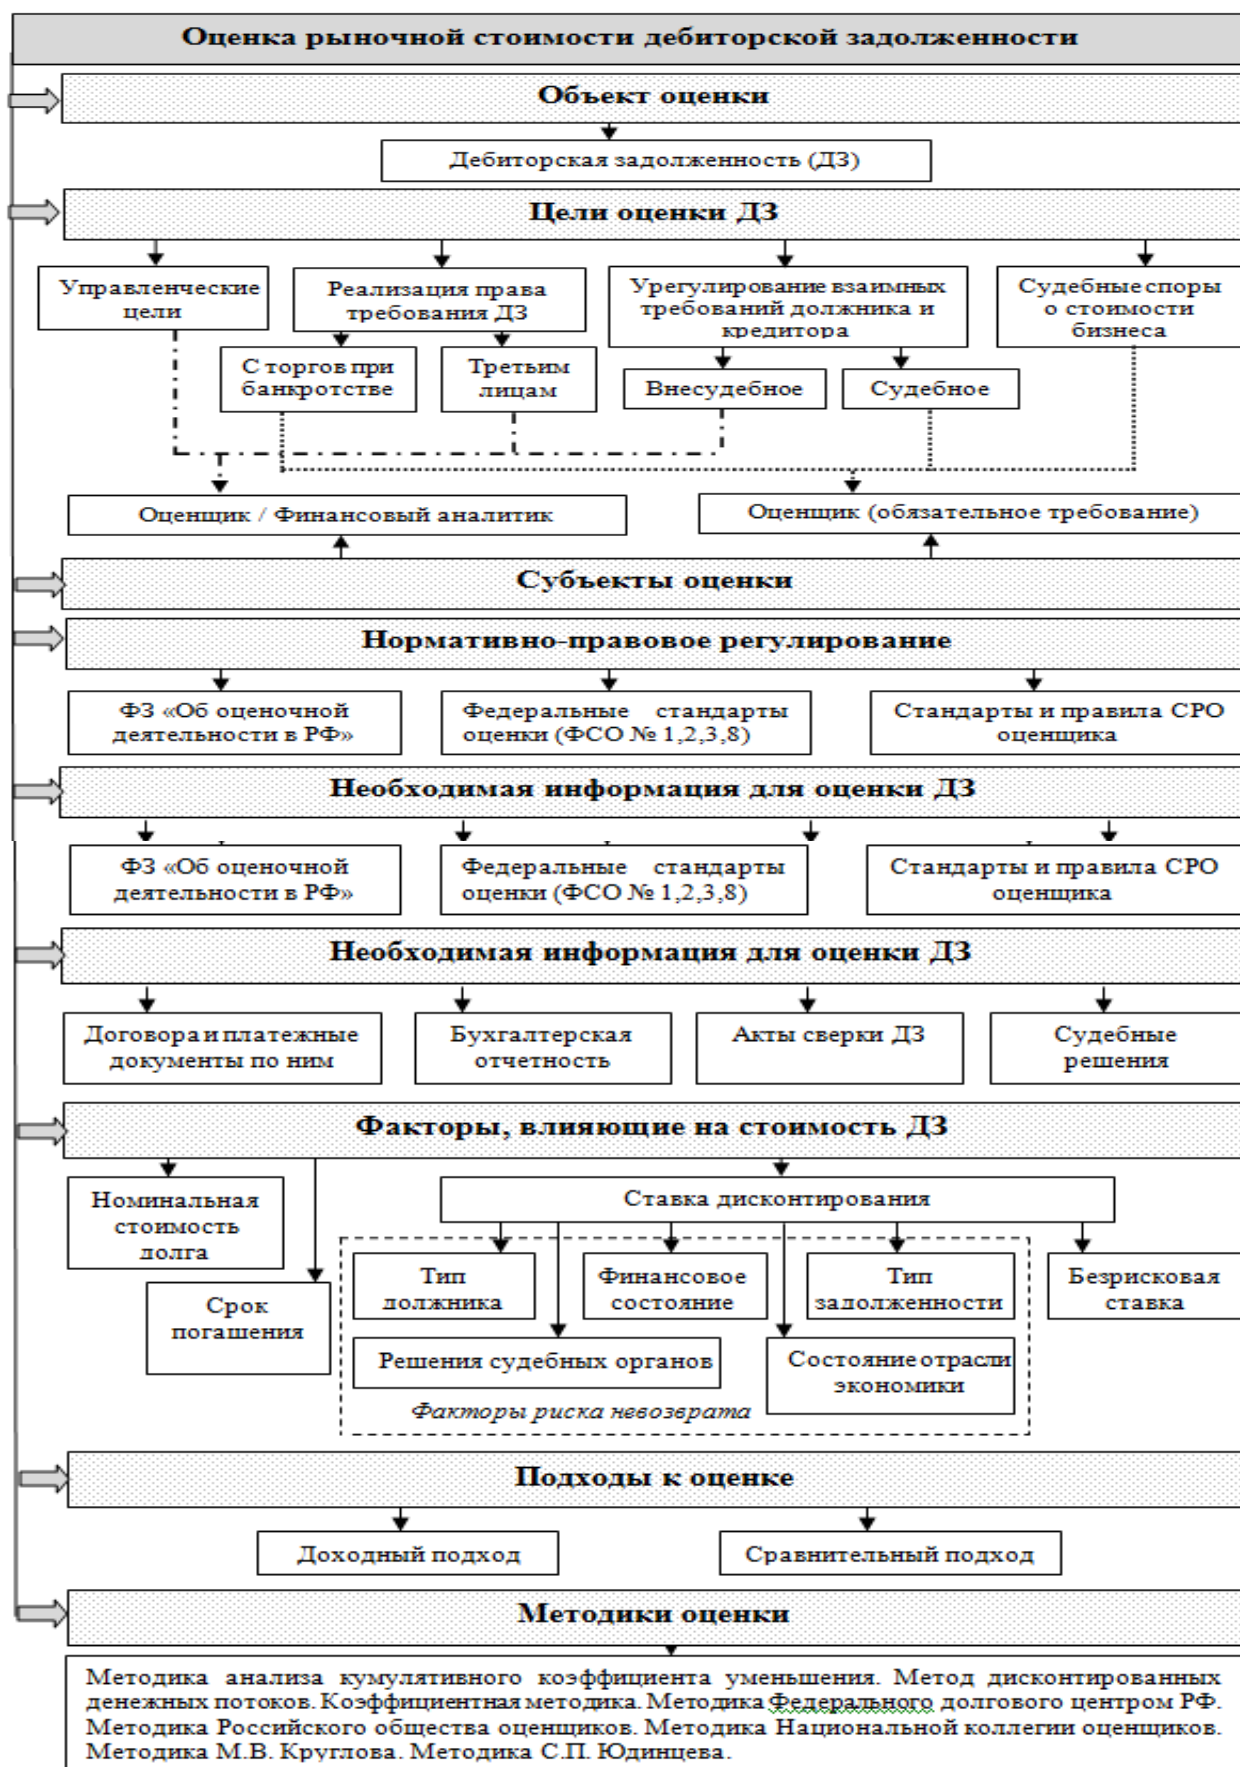 Оценка рыночной стоимости дебиторской задолженности
Объект оценки
Дебиторская задолженность (ДЗ)
Цели оценки ДЗ
Управленческие
цели
Реализация права
требования ДЗ
Урегулирование взаимных
требований должника и
кредитора
Судебные споры
о стоимости
бизнеса
С торгов при
банкротстве
Третьим
лицам
Внесудебное
Судебное
Оценщик / Финансовый аналитик
Оценщик (обязательное требование)
Субъекты оценки
Нормативно-правовое регулирование
ФЗ «Об оценочной
деятельности в РФ»
Федеральные стандарты
оценки (ФСО № 1,2,3,8)
Стандарты и правила СРО
оценщика
Необходимая информация для оценки ДЗ
ФЗ «Об оценочной
деятельности в РФ»
Федеральные стандарты
оценки (ФСО № 1,2,3,8)
Стандарты и правила СРО
оценщика
Необходимая информация для оценки ДЗ
Договора и платежные
документы по ним
Бухгалтерская
отчетность
Акты сверки ДЗ
Судебные
решения
Факторы, влияющие на стоимость ДЗ
Номинальная
стоимость
долга
Ставка дисконтирования
Срок
погашения
Тип
должника
Финансовое
состояние
Тип
задолженности
Безрисковая
ставка
Решения судебных органов
Состояние отрасли
экономики
Факторы риска невозврата
Подходы к оценке
Доходный подход
Сравнительный подход
Методики оценки
Методика анализа кумулятивного коэффициента уменьшения. Метод дисконтированных
денежных потоков. Коэффициентная методика. Методика Федерального долгового центром РФ.
Методика Российского общества оценщиков. Методика Национальной коллегии оценщиков.
Методика М.В. Круглова. Методика С.П. Юдинцева.